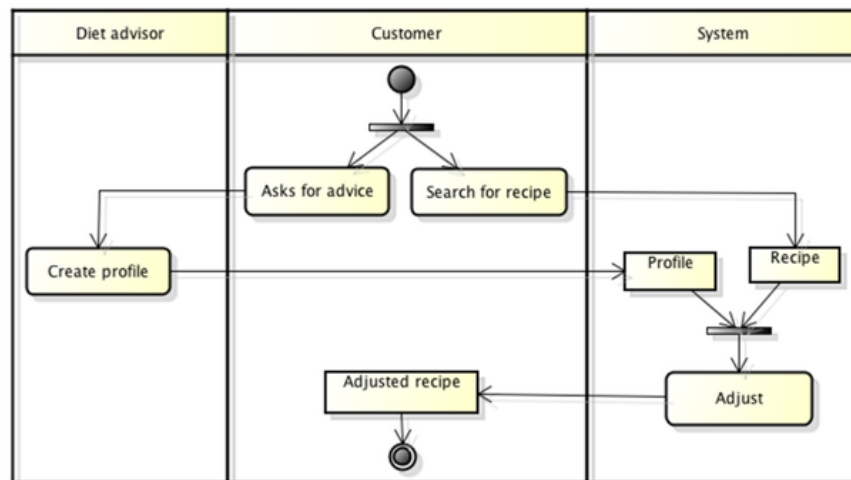 Diet advisor
Customer
System
Asks for advice
Search for recipe
Create profile
Profile
Recipe
Adjusted recipe
Adjust